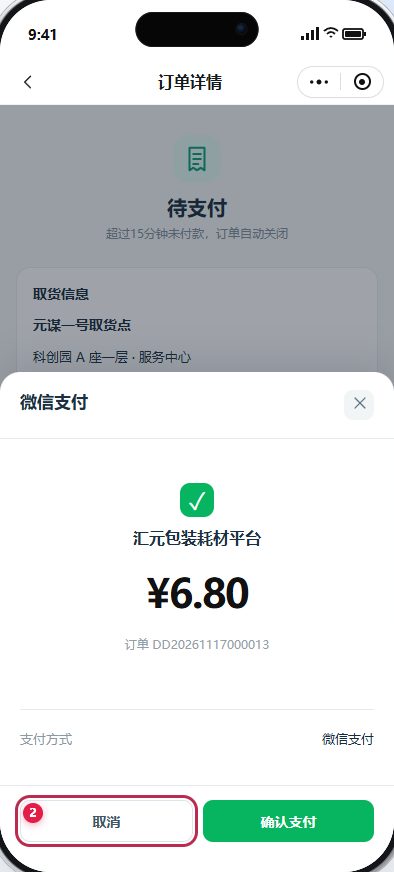 9:41
订单详情
待支付
超过15分钟未付款，订单自动关闭
取货信息
元谋一号取货点
科创园 A 座一层 · 服务中心
微信支付
汇元包装耗材平台
¥6.80
订单 DD20261117000013
支付方式 微信支付
2 取消 确认支付